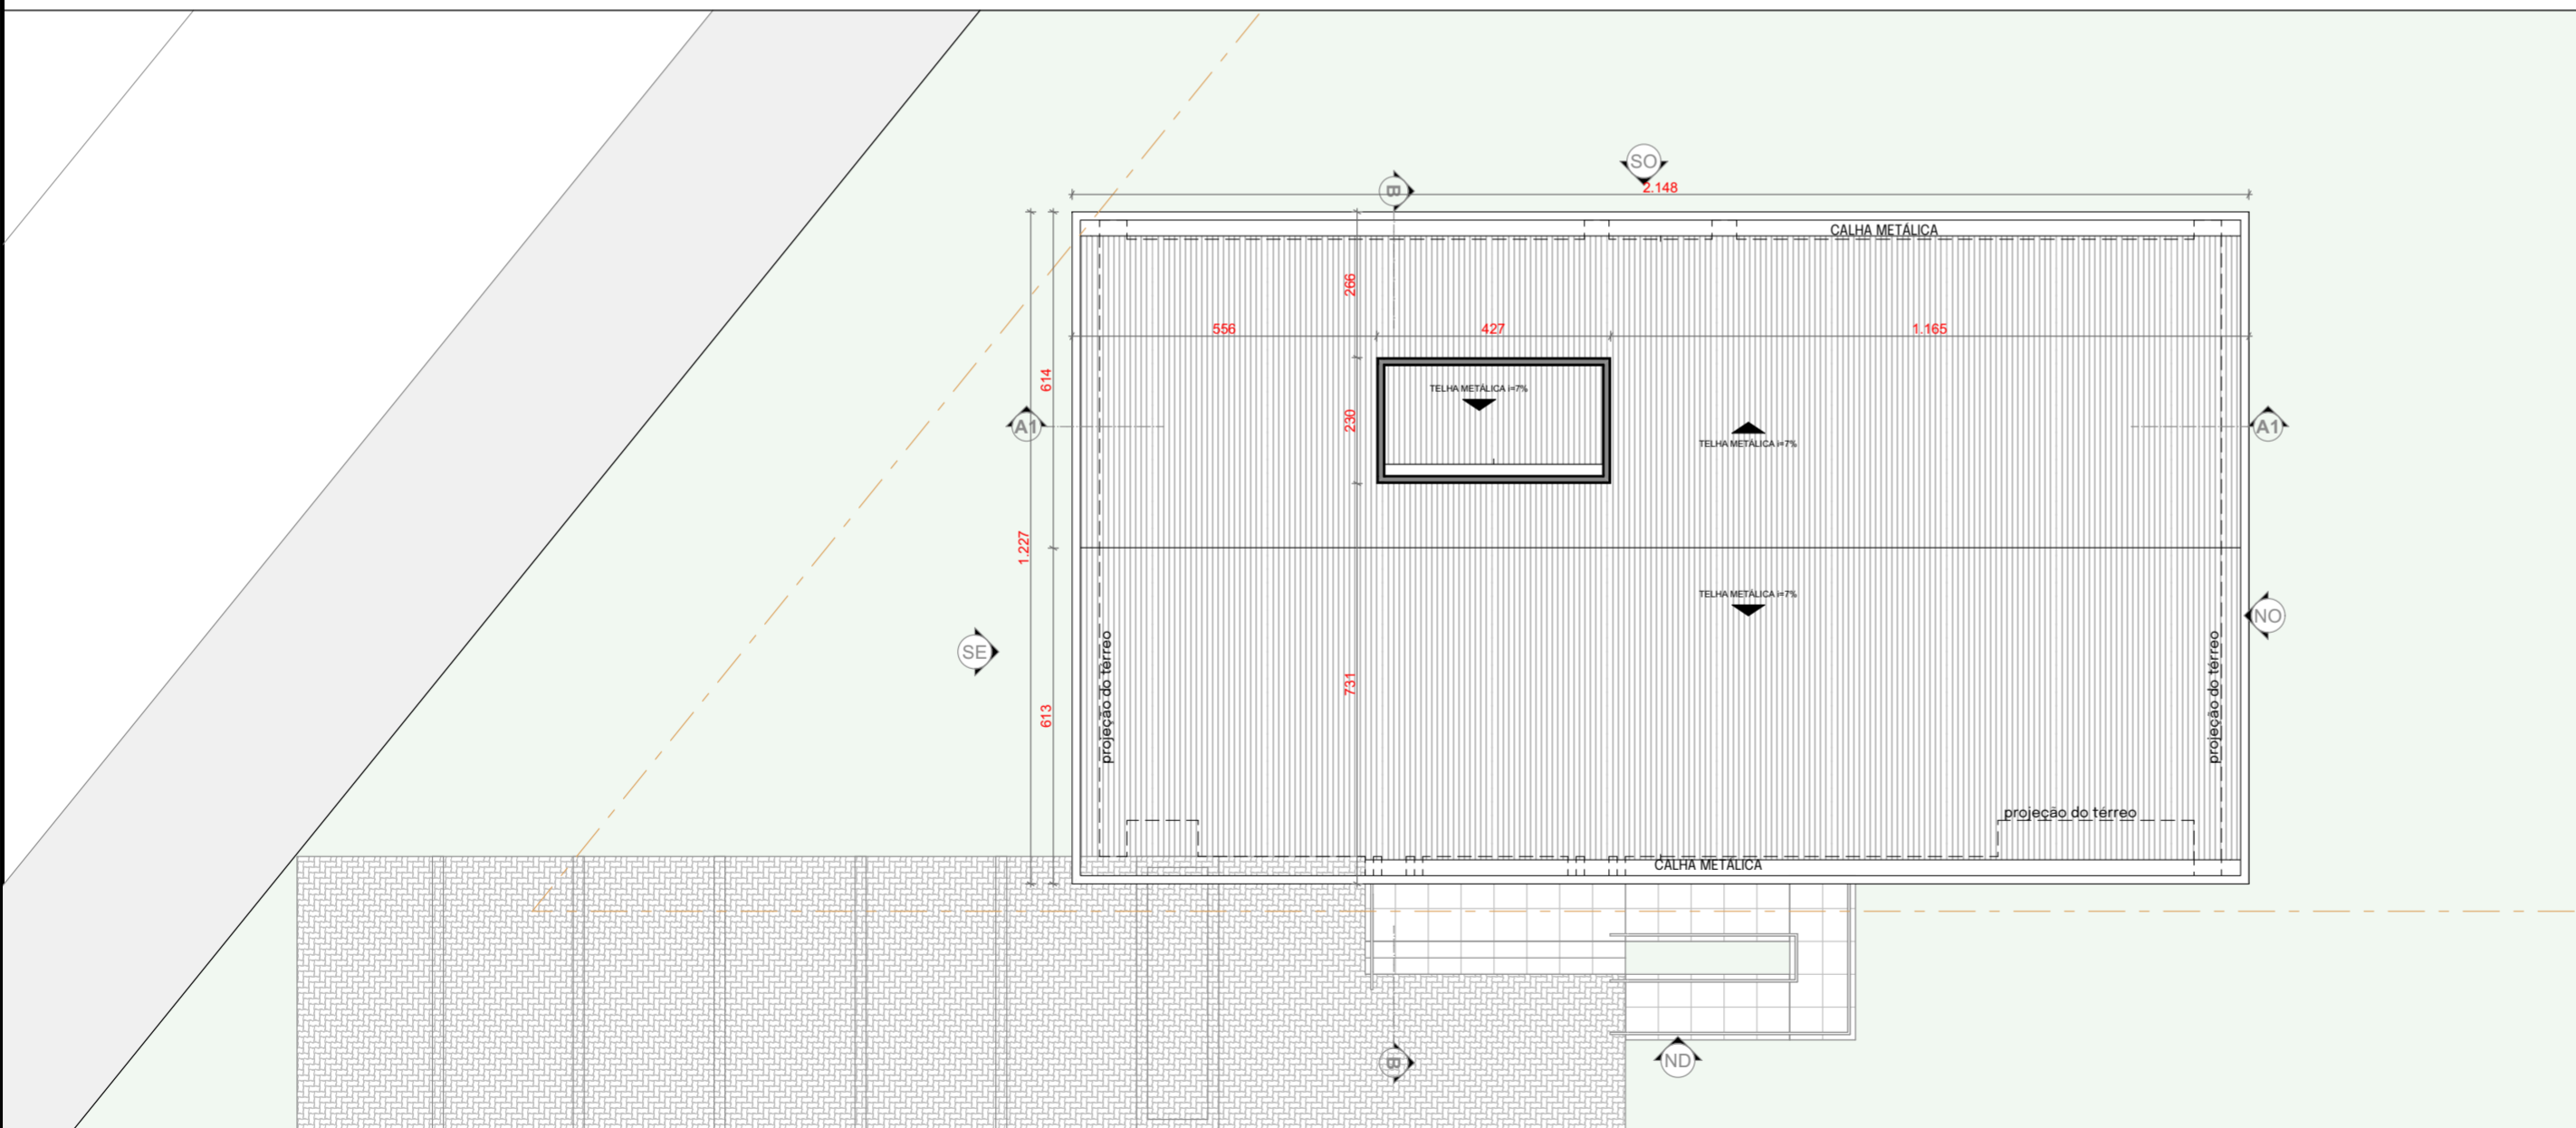 SO
2.148
B
CALHA METÁLICA
266
556
427
1.165
614
TELHA METÁLICA i=7%
230
A1
TELHA METÁLICA i=7%
A1
1.227
TELHA METÁLICA i=7%
NO
SE
projeção do térreo
731
projeção do térreo
613
projeção do térreo
CALHA METÁLICA
B
ND